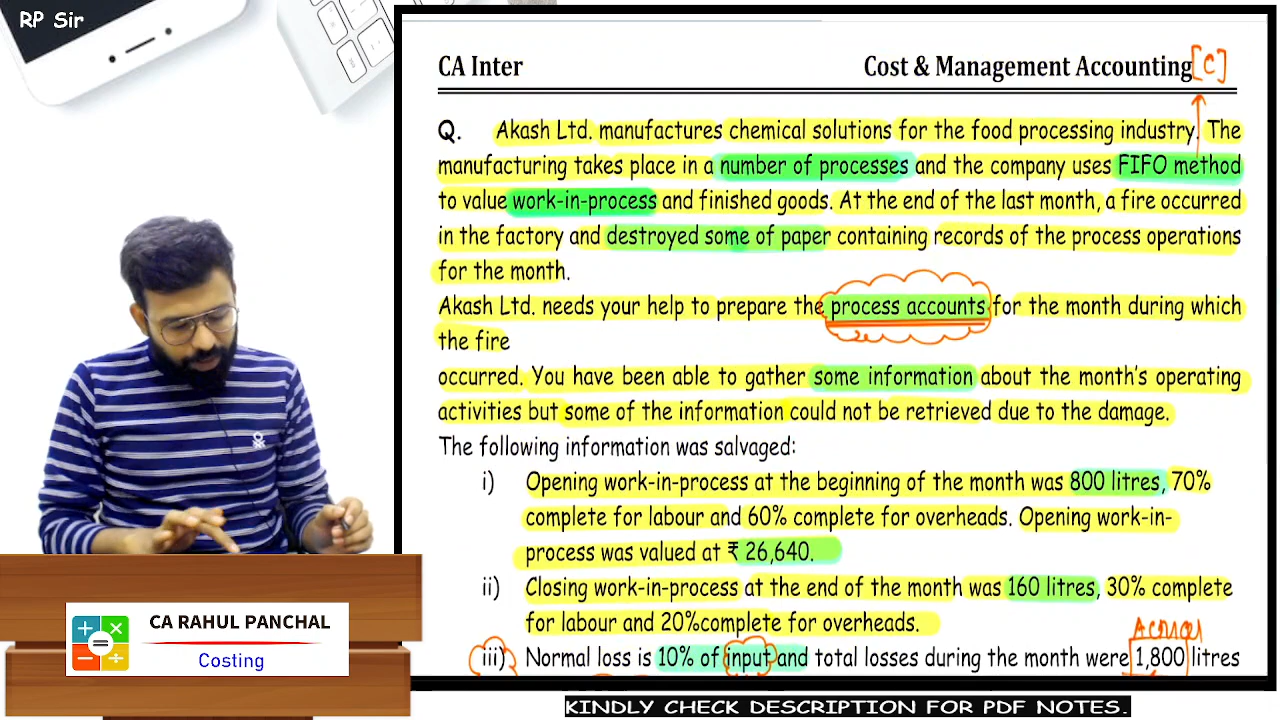 RP Sir
CA Inter
Cost & Management Accounting [C]
Q. Akash Ltd. manufactures chemical solutions for the food processing industry. The
manufacturing takes place in a number of processes and the company uses FIFO method
to value work-in-process and finished goods. At the end of the last month, a fire occurred
in the factory and destroyed some of paper containing records of the process operations
for the month.
Akash Ltd. needs your help to prepare the process accounts for the month during which
the fire
occurred. You have been able to gather some information about the month's operating
activities but some of the information could not be retrieved due to the damage.
The following information was salvaged:
i) Opening work-in-process at the beginning of the month was 800 litres, 70%
complete for labour and 60% complete for overheads. Opening work-in-
process was valued at ₹ 26,640.
ii) Closing work-in-process at the end of the month was 160 litres, 30% complete
for labour and 20%complete for overheads.
iii) Normal loss is 10% of input and total losses during the month were 1,800 litres
CA RAHUL PANCHAL
Costing
KINDLY CHECK DESCRIPTION FOR PDF NOTES.